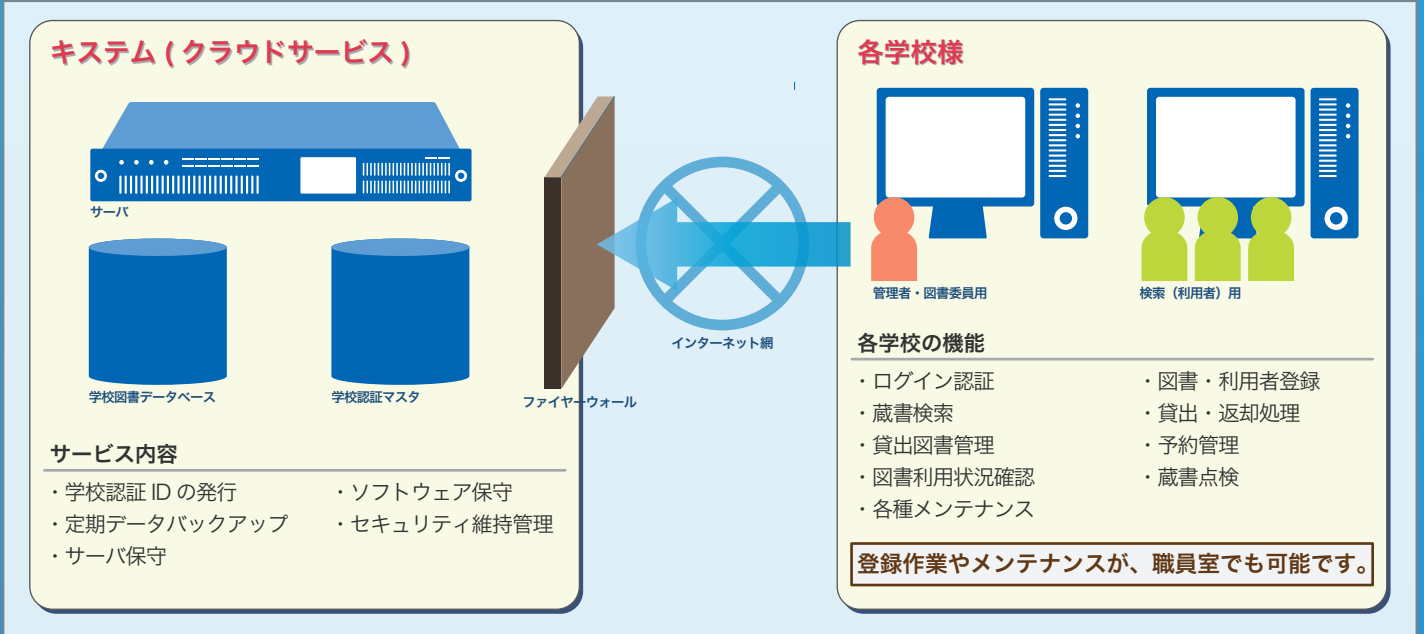 キステム ( クラウドサービス )
サーバ
学校図書データベース
学校認証マスタ
ファイヤーウォール
サービス内容
・学校認証 ID の発行
・定期データバックアップ
・サーバ保守
・ソフトウェア保守
・セキュリティ維持管理
インターネット網
各学校様
管理者・図書委員用
検索（利用者）用
各学校の機能
・ログイン認証
・蔵書検索
・貸出図書管理
・図書利用状況確認
・各種メンテナンス
・図書・利用者登録
・貸出・返却処理
・予約管理
・蔵書点検
登録作業やメンテナンスが、職員室でも可能です。